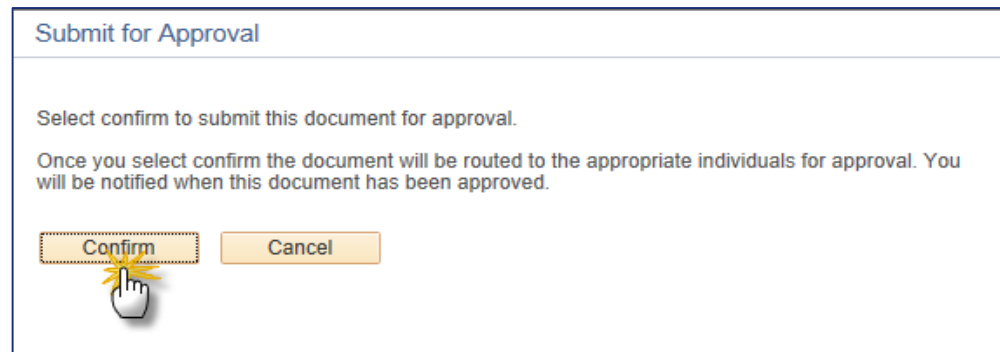 Submit for Approval
Select confirm to submit this document for approval.
Once you select confirm the document will be routed to the appropriate individuals for approval. You
will be notified when this document has been approved.
Confirm Cancel